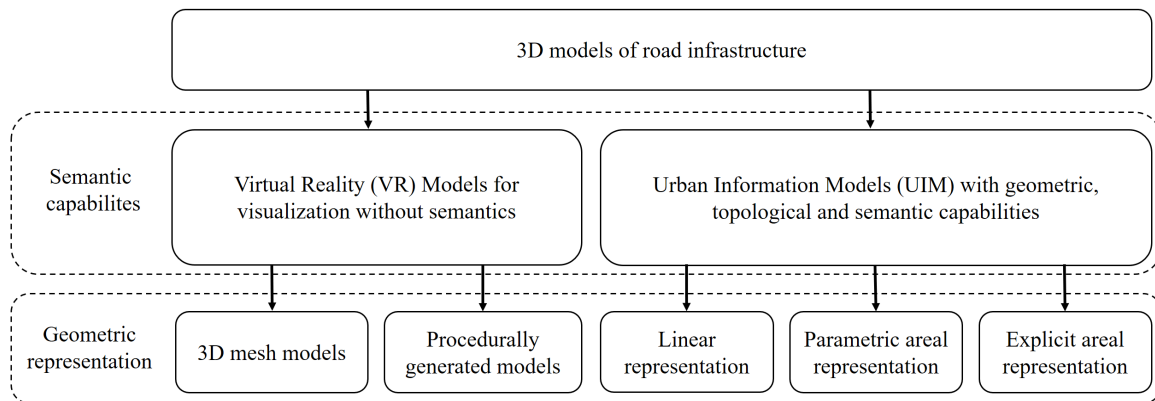 3D models of road infrastructure
Semantic
capabilites
Virtual Reality (VR) Models for
visualization without semantics
Urban Information Models (UIM) with geometric,
topological and semantic capabilities
Geometric
representation
3D mesh models
Procedurally
generated models
Linear
representation
Parametric areal
representation
Explicit areal
representation